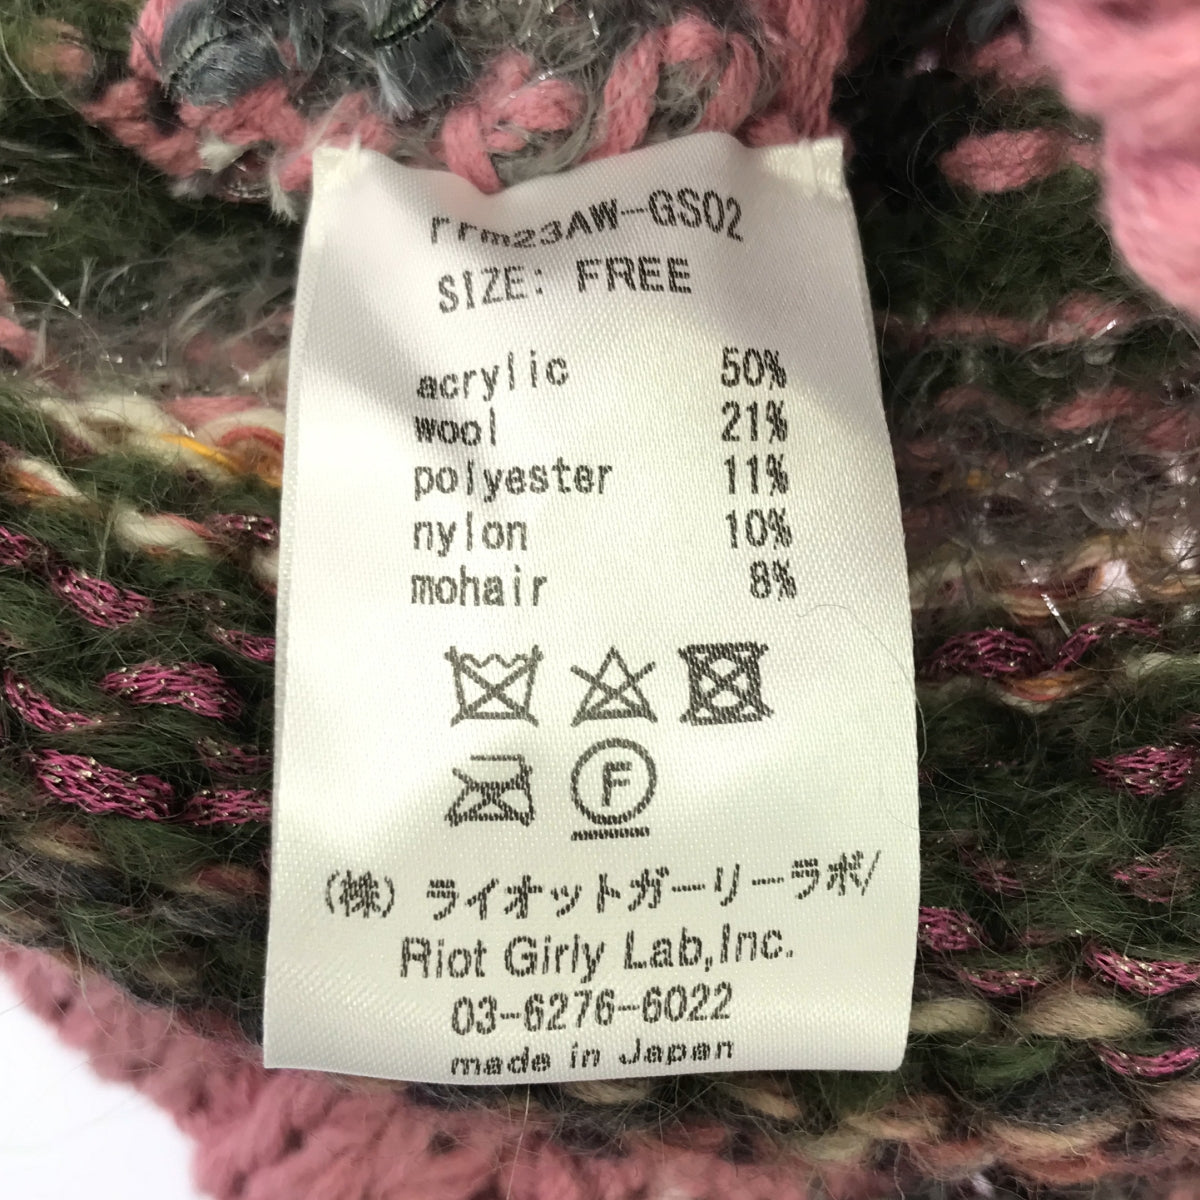 rrm23AW-GS02
SIZE: FREE
acrylic 50%
wool 21%
polyester 11%
nylon 10%
mohair 8%
F
(株) ライオットガーリーラボ/
Riot Girly Lab,Inc.
03-6276-6022
made in Japan